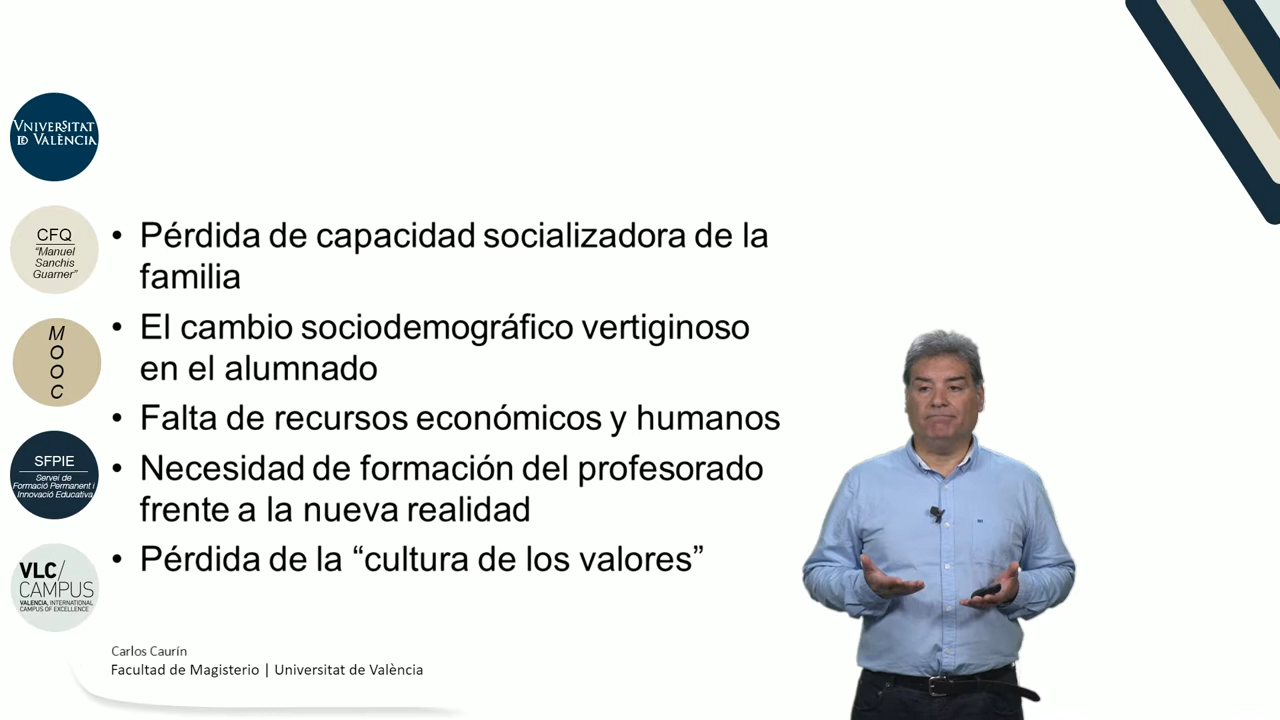 VNIVERSITAT
ID VALÈNCIA
CFQ
"Manuel
Sanchis
Guarner"
M
O
O
C
SFPIE
Servei de
Formació Permanent i
Innovació Educativa
VLC/
CAMPUS
VALENCIA, INTERNATIONAL
CAMPUS OF EXCELLENCE
• Pérdida de capacidad socializadora de la
familia
• El cambio sociodemográfico vertiginoso
en el alumnado
• Falta de recursos económicos y humanos
• Necesidad de formación del profesorado
frente a la nueva realidad
• Pérdida de la “cultura de los valores”
Carlos Caurín
Facultad de Magisterio | Universitat de València